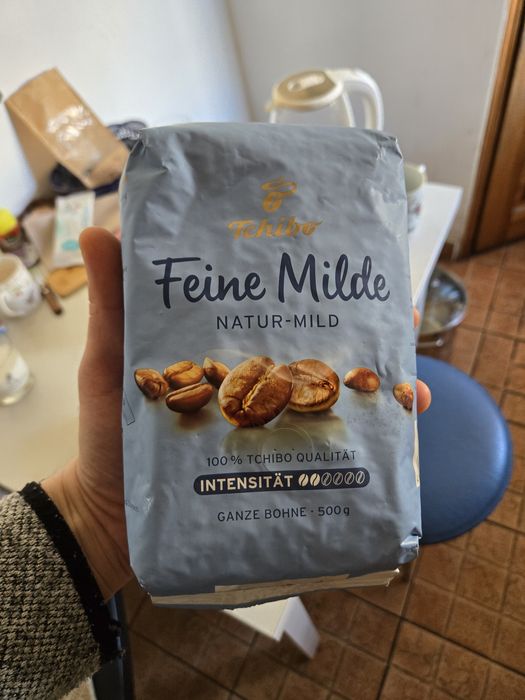 Tchibo
Feine Milde
NATUR-MILD
100% TCHIBO QUALITÄT
INTENSITÄT
GANZE BOHNE · 500g